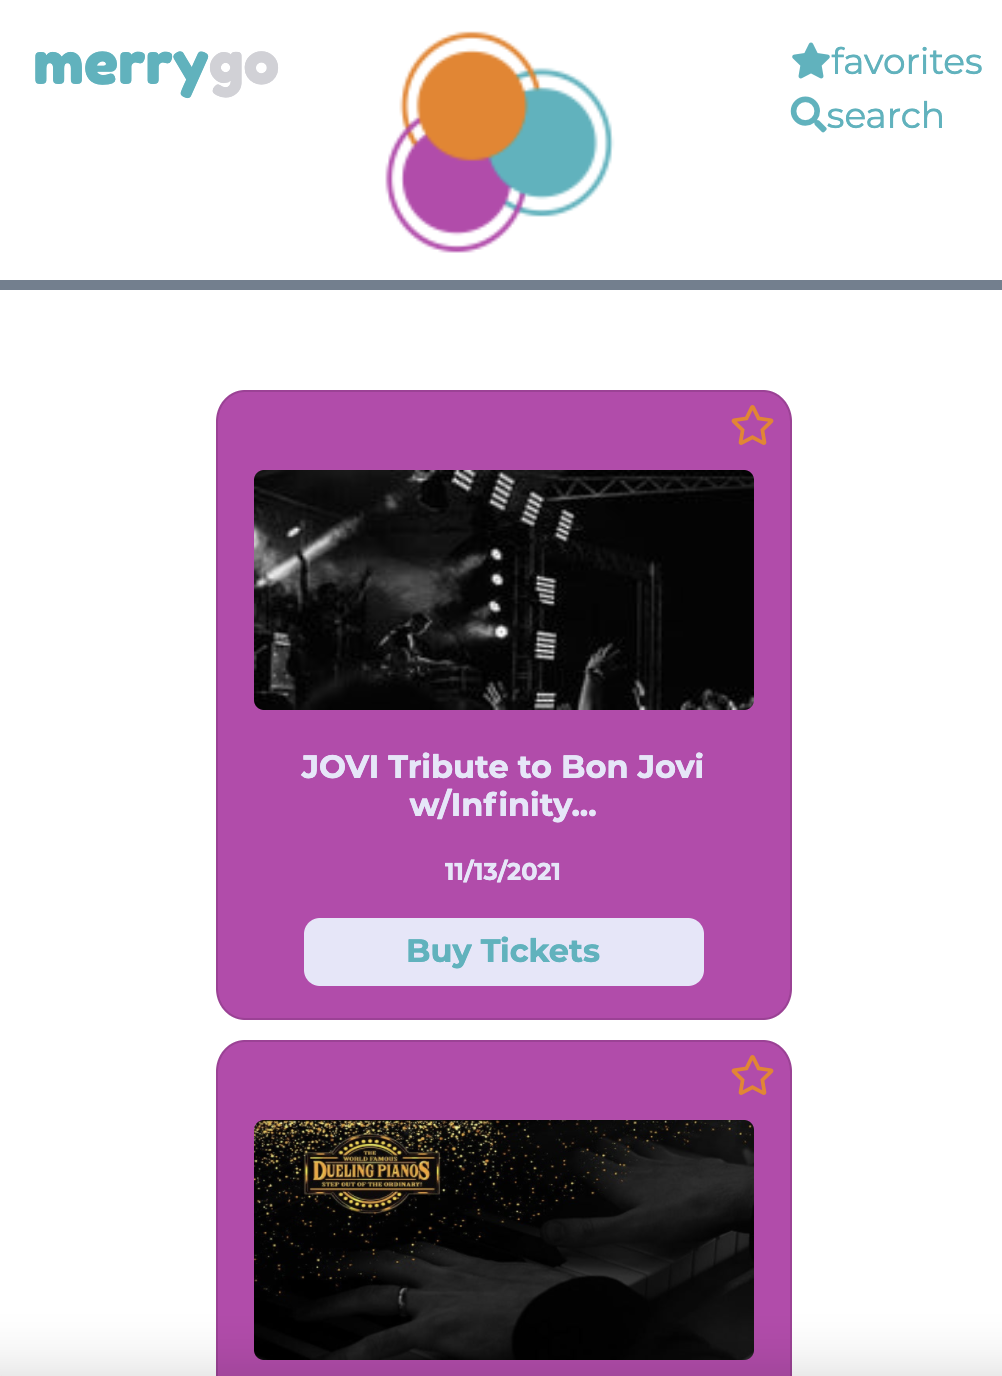 merrygo
favorites
search
JOVI Tribute to Bon Jovi
w/Infinity...
11/13/2021
Buy Tickets
THE
WORLD FAMOUS
DUELING PIANOS
STEP OUT OF THE ORDINARY!